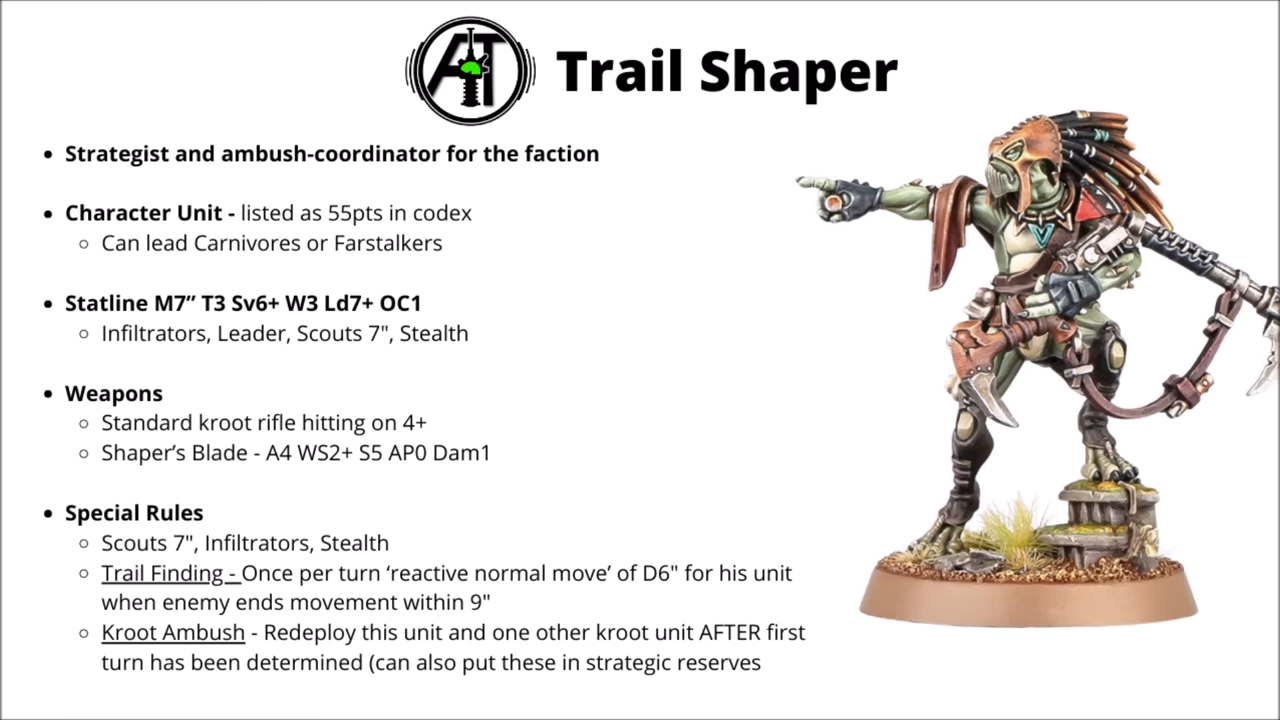 AT
Trail Shaper
• Strategist and ambush-coordinator for the faction
• Character Unit - listed as 55pts in codex
○ Can lead Carnivores or Farstalkers
• Statline M7” T3 Sv6+ W3 Ld7+ OC1
○ Infiltrators, Leader, Scouts 7", Stealth
• Weapons
○ Standard kroot rifle hitting on 4+
○ Shaper’s Blade - A4 WS2+ S5 AP0 Dam1
• Special Rules
○ Scouts 7", Infiltrators, Stealth
○ Trail Finding - Once per turn ‘reactive normal move’ of D6" for his unit
when enemy ends movement within 9"
○ Kroot Ambush - Redeploy this unit and one other kroot unit AFTER first
turn has been determined (can also put these in strategic reserves